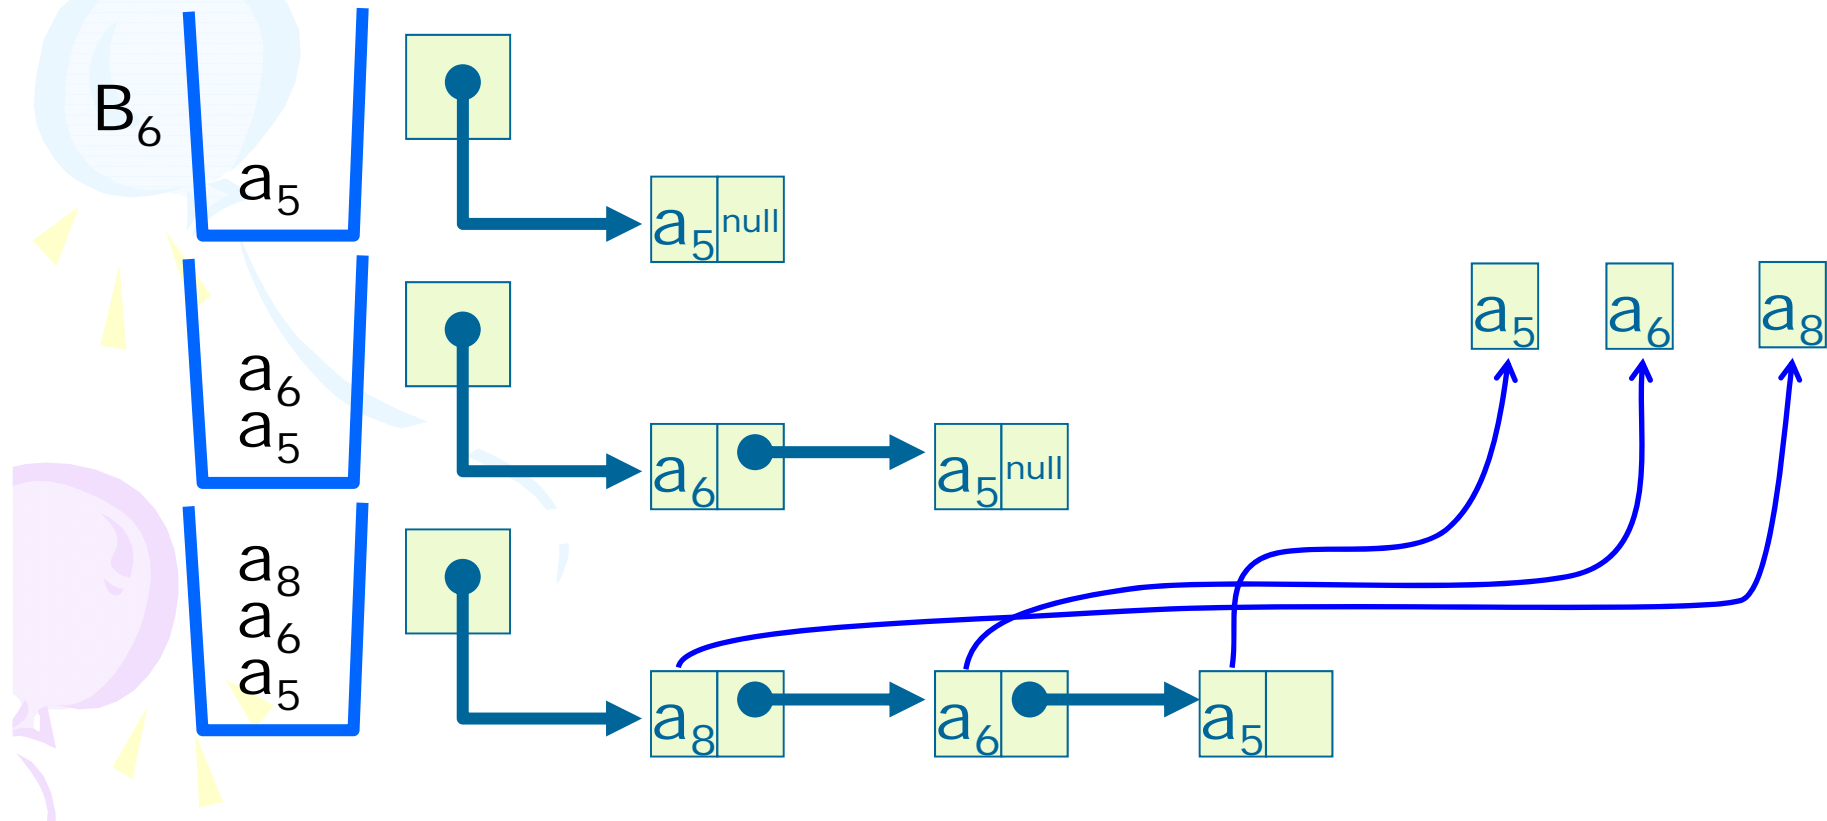 B₆
a₅
a₅ null
a₅ a₆ a₈
a₆
a₅
a₆ a₅ null
a₈
a₆
a₅
a₈ a₆ a₅